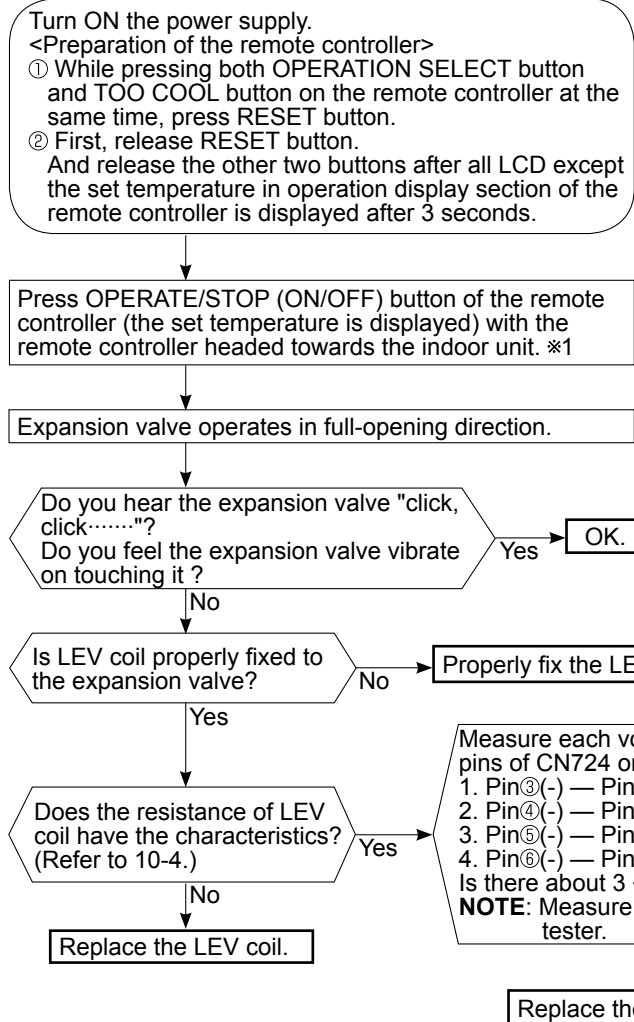 Turn ON the power supply.
<Preparation of the remote controller>
① While pressing both OPERATION SELECT button
and TOO COOL button on the remote controller at the
same time, press RESET button.
② First, release RESET button.
And release the other two buttons after all LCD except
the set temperature in operation display section of the
remote controller is displayed after 3 seconds.
Press OPERATE/STOP (ON/OFF) button of the remote
controller (the set temperature is displayed) with the
remote controller headed towards the indoor unit. ※1
Expansion valve operates in full-opening direction.
Do you hear the expansion valve "click,
click·······"?
Do you feel the expansion valve vibrate
on touching it ?
Yes
OK.
No
Is LEV coil properly fixed to
the expansion valve?
No
Properly fix the LE
Yes
Does the resistance of LEV
coil have the characteristics?
(Refer to 10-4.)
Yes
Measure each vo
pins of CN724 o
1. Pin③(-) — Pin
2. Pin④(-) — Pin
3. Pin⑤(-) — Pin
4. Pin⑥(-) — Pin
Is there about 3
NOTE: Measure
tester.
No
Replace the LEV coil.
Replace the